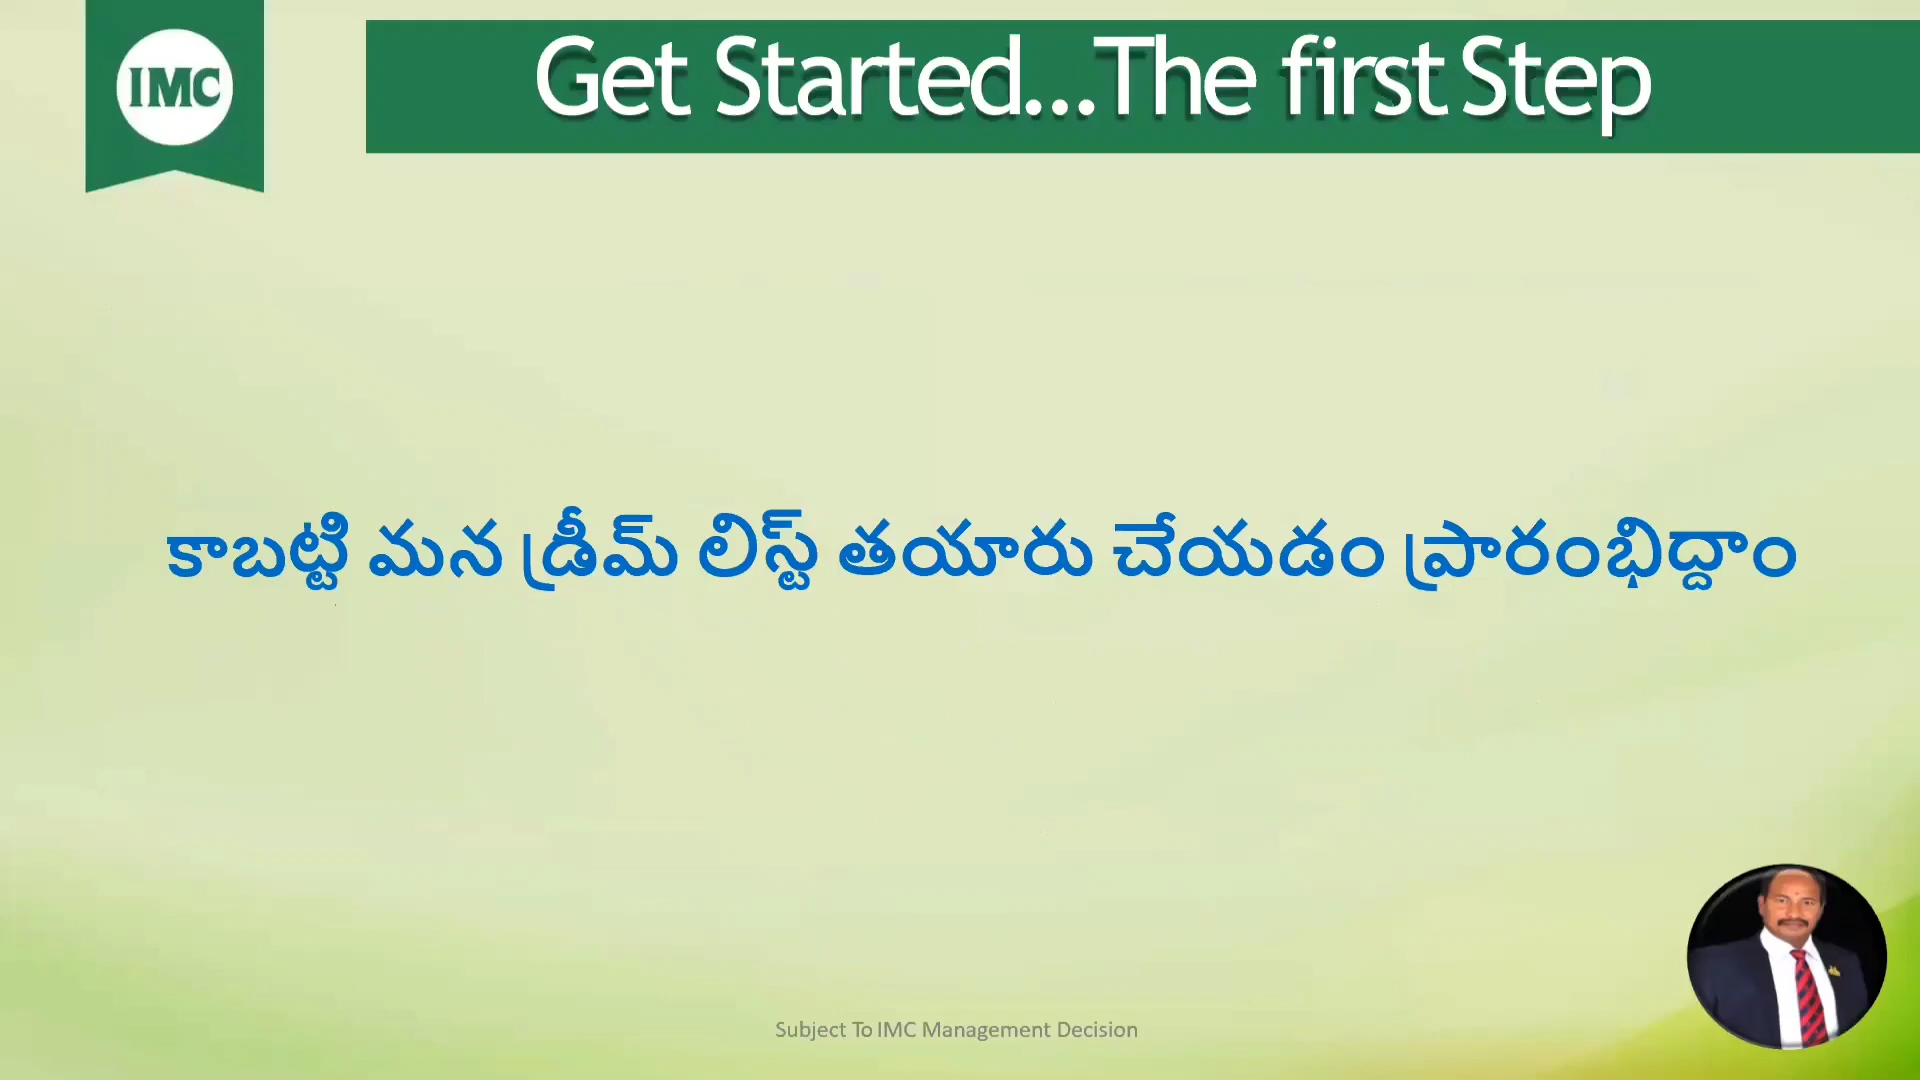 IMC
Get Started...The first Step
కాబట్టి మన డ్రీమ్ లిస్ట్ తయారు చేయడం ప్రారంభిద్దాం
Subject To IMC Management Decision